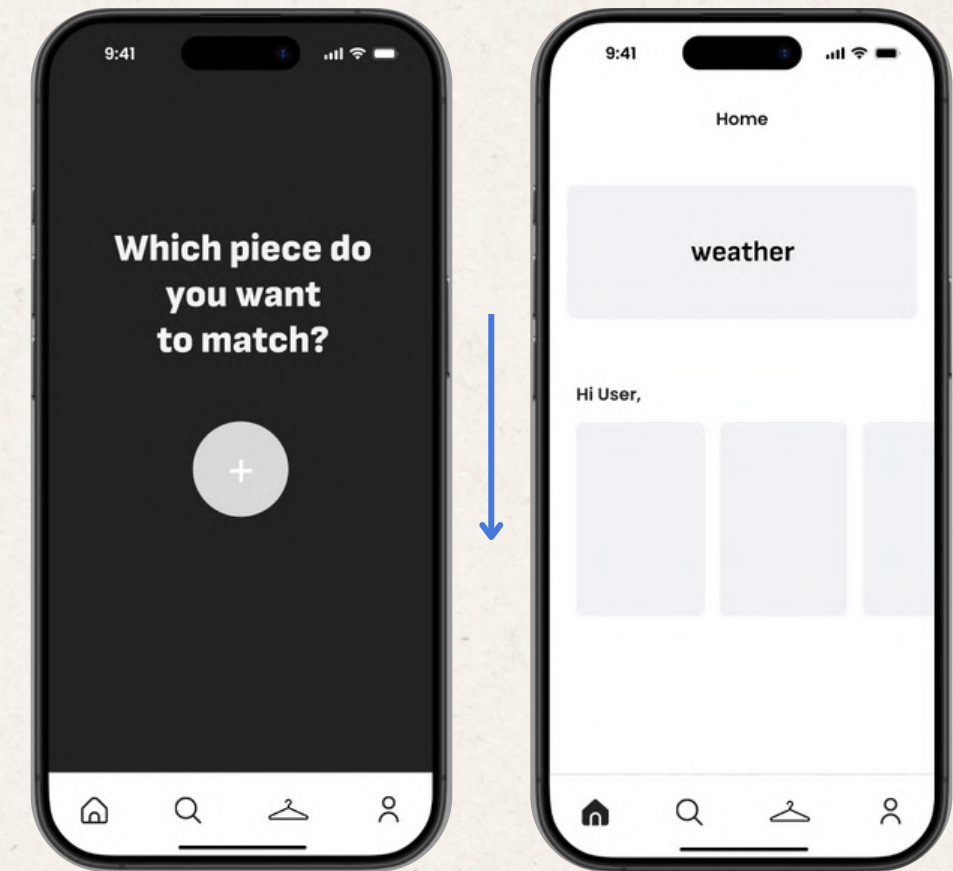 9:41
Which piece do
you want
to match?
+
9:41
Home
weather
Hi User,